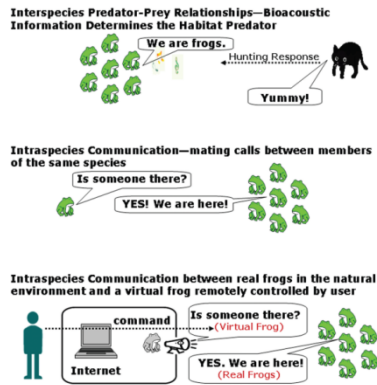 Interspecies Predator-Prey Relationships—Bioacoustic
Information Determines the Habitat Predator
We are frogs.
Hunting Response
Yummy!
Intraspecies Communication—mating calls between members
of the same species
Is someone there?
YES! We are here!
Intraspecies Communication between real frogs in the natural
environment and a virtual frog remotely controlled by user
command
Internet
Is someone there?
(Virtual Frog)
YES. We are here!
(Real Frogs)